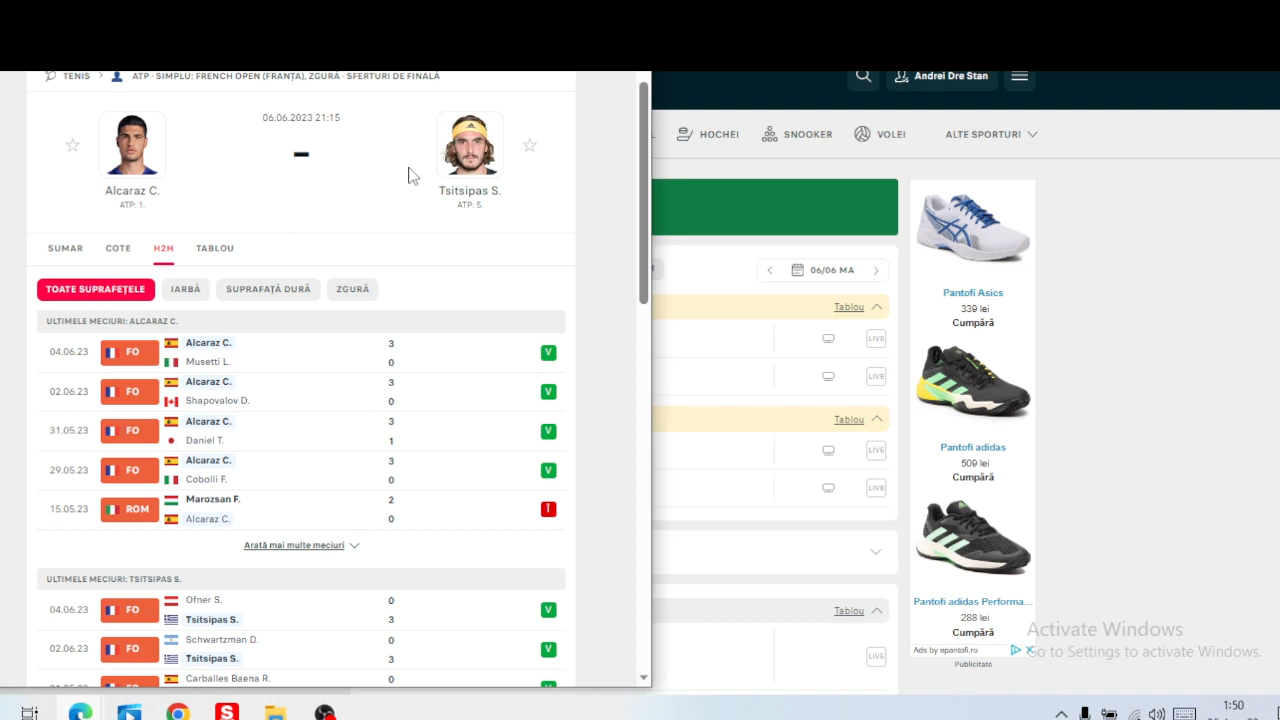 TENIS > ATP - SIMPLU: FRENCH OPEN (FRANȚA), ZGURĂ - SFERTURI DE FINALĂ
06.06.2023 21:15
-
Alcaraz C.
ATP: 1.
Tsitsipas S.
ATP: 5.
SUMAR COTE H2H TABLOU
TOATE SUPRAFEȚELE IARBĂ SUPRAFAȚĂ DURĂ ZGURĂ
ULTIMELE MECIURI: ALCARAZ C.
04.06.23 FO Alcaraz C. 3 V
Musetti L. 0
02.06.23 FO Alcaraz C. 3 V
Shapovalov D. 0
31.05.23 FO Alcaraz C. 3 V
Daniel T. 1
29.05.23 FO Alcaraz C. 3 V
Cobolli F. 0
15.05.23 ROM Marozsan F. 2 Î
Alcaraz C. 0
Arată mai multe meciuri
ULTIMELE MECIURI: TSITSIPAS S.
04.06.23 FO Ofner S. 0 V
Tsitsipas S. 3
02.06.23 FO Schwartzman D. 0 V
Tsitsipas S. 3
Carballes Baena R. 0
Andrei Dre Stan
HOCHEI SNOOKER VOLEI ALTE SPORTURI
06/06 MA
Tablou
LIVE
LIVE
Tablou
LIVE
LIVE
Tablou
LIVE
Pantofi Asics
339 lei
Cumpără
Pantofi adidas
509 lei
Cumpără
Pantofi adidas Performa...
288 lei
Cumpără
Ads by epantofi.ro
Publicitate
Activate Windows
Go to Settings to activate Windows.
1:50